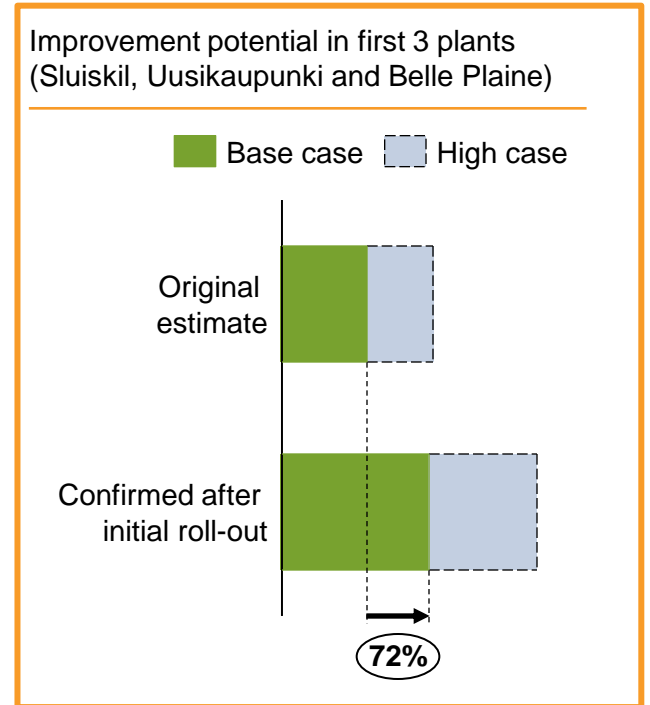 Improvement potential in first 3 plants
(Sluiskil, Uusikaupunki and Belle Plaine)
Base case
High case
Original
estimate
Confirmed after
initial roll-out
72%